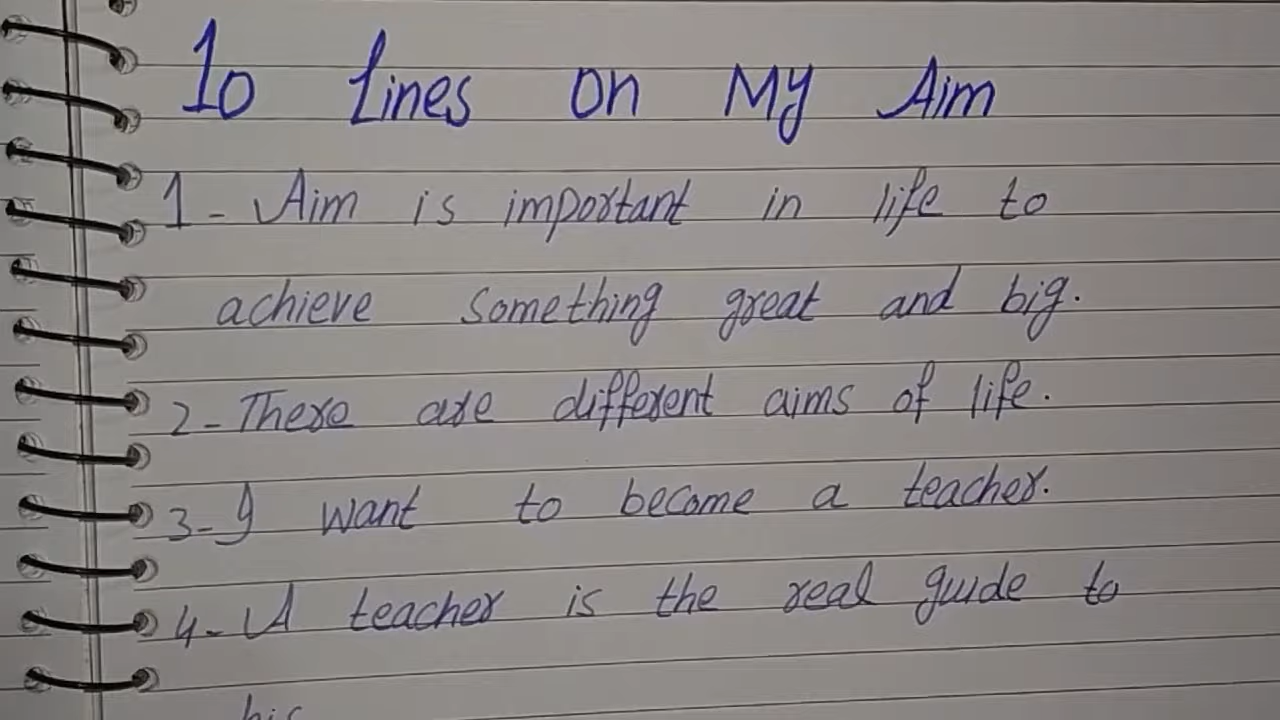 10 Lines on My Aim
1- Aim is important in life to
achieve something great and big.
2- There are different aims of life.
3- I want to become a teacher.
4- A teacher is the real guide to
his